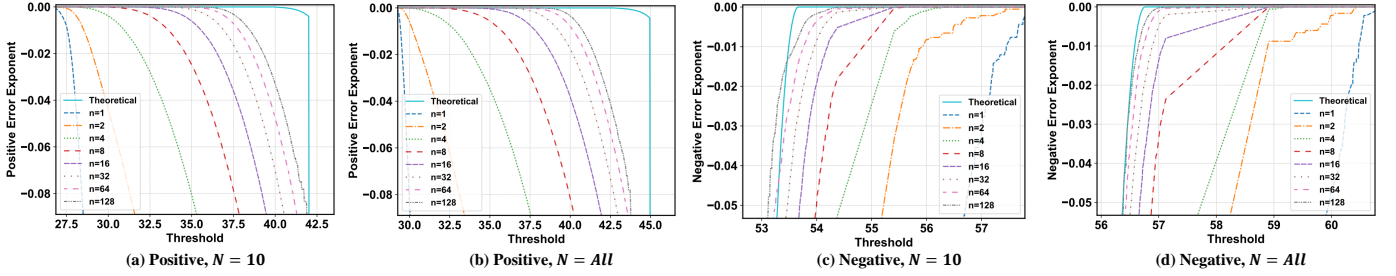 Positive Error Exponent
0.00
−0.02
−0.04
−0.06
−0.08
Theoretical
n=1
n=2
n=4
n=8
n=16
n=32
n=64
n=128
27.5 30.0 32.5 35.0 37.5 40.0 42.5
Threshold
(a) Positive, N = 10
Positive Error Exponent
0.00
−0.02
−0.04
−0.06
−0.08
Theoretical
n=1
n=2
n=4
n=8
n=16
n=32
n=64
n=128
30.0 32.5 35.0 37.5 40.0 42.5 45.0
Threshold
(b) Positive, N = All
Negative Error Exponent
0.00
−0.01
−0.02
−0.03
−0.04
−0.05
Theoretical
n=1
n=2
n=4
n=8
n=16
n=32
n=64
n=128
53 54 55 56 57
Threshold
(c) Negative, N = 10
Negative Error Exponent
0.00
−0.01
−0.02
−0.03
−0.04
−0.05
Theoretical
n=1
n=2
n=4
n=8
n=16
n=32
n=64
n=128
56 57 58 59 60
Threshold
(d) Negative, N = All